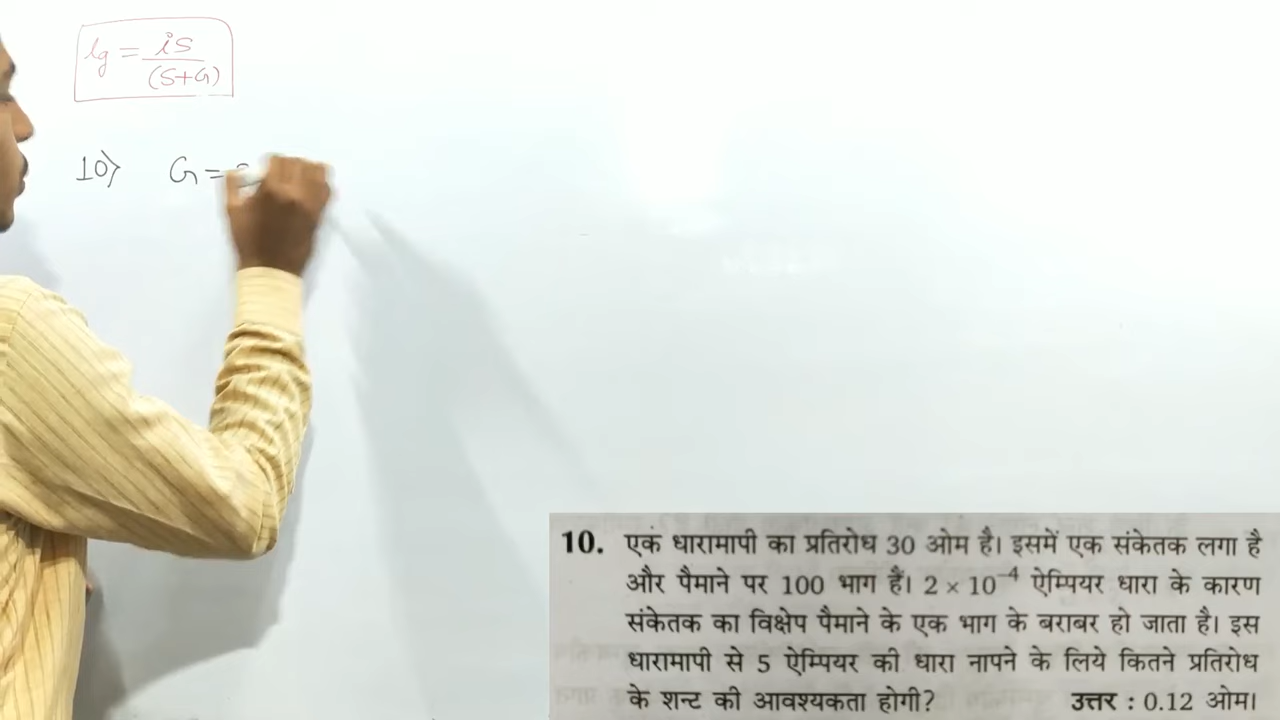 ig = is / (S+G)
10) G =
10. एक धारामापी का प्रतिरोध 30 ओम है। इसमें एक संकेतक लगा है
और पैमाने पर 100 भाग हैं। 2 × 10⁻⁴ ऐम्पियर धारा के कारण
संकेतक का विक्षेप पैमाने के एक भाग के बराबर हो जाता है। इस
धारामापी से 5 ऐम्पियर की धारा नापने के लिये कितने प्रतिरोध
के शन्ट की आवश्यकता होगी? उत्तर : 0.12 ओम।